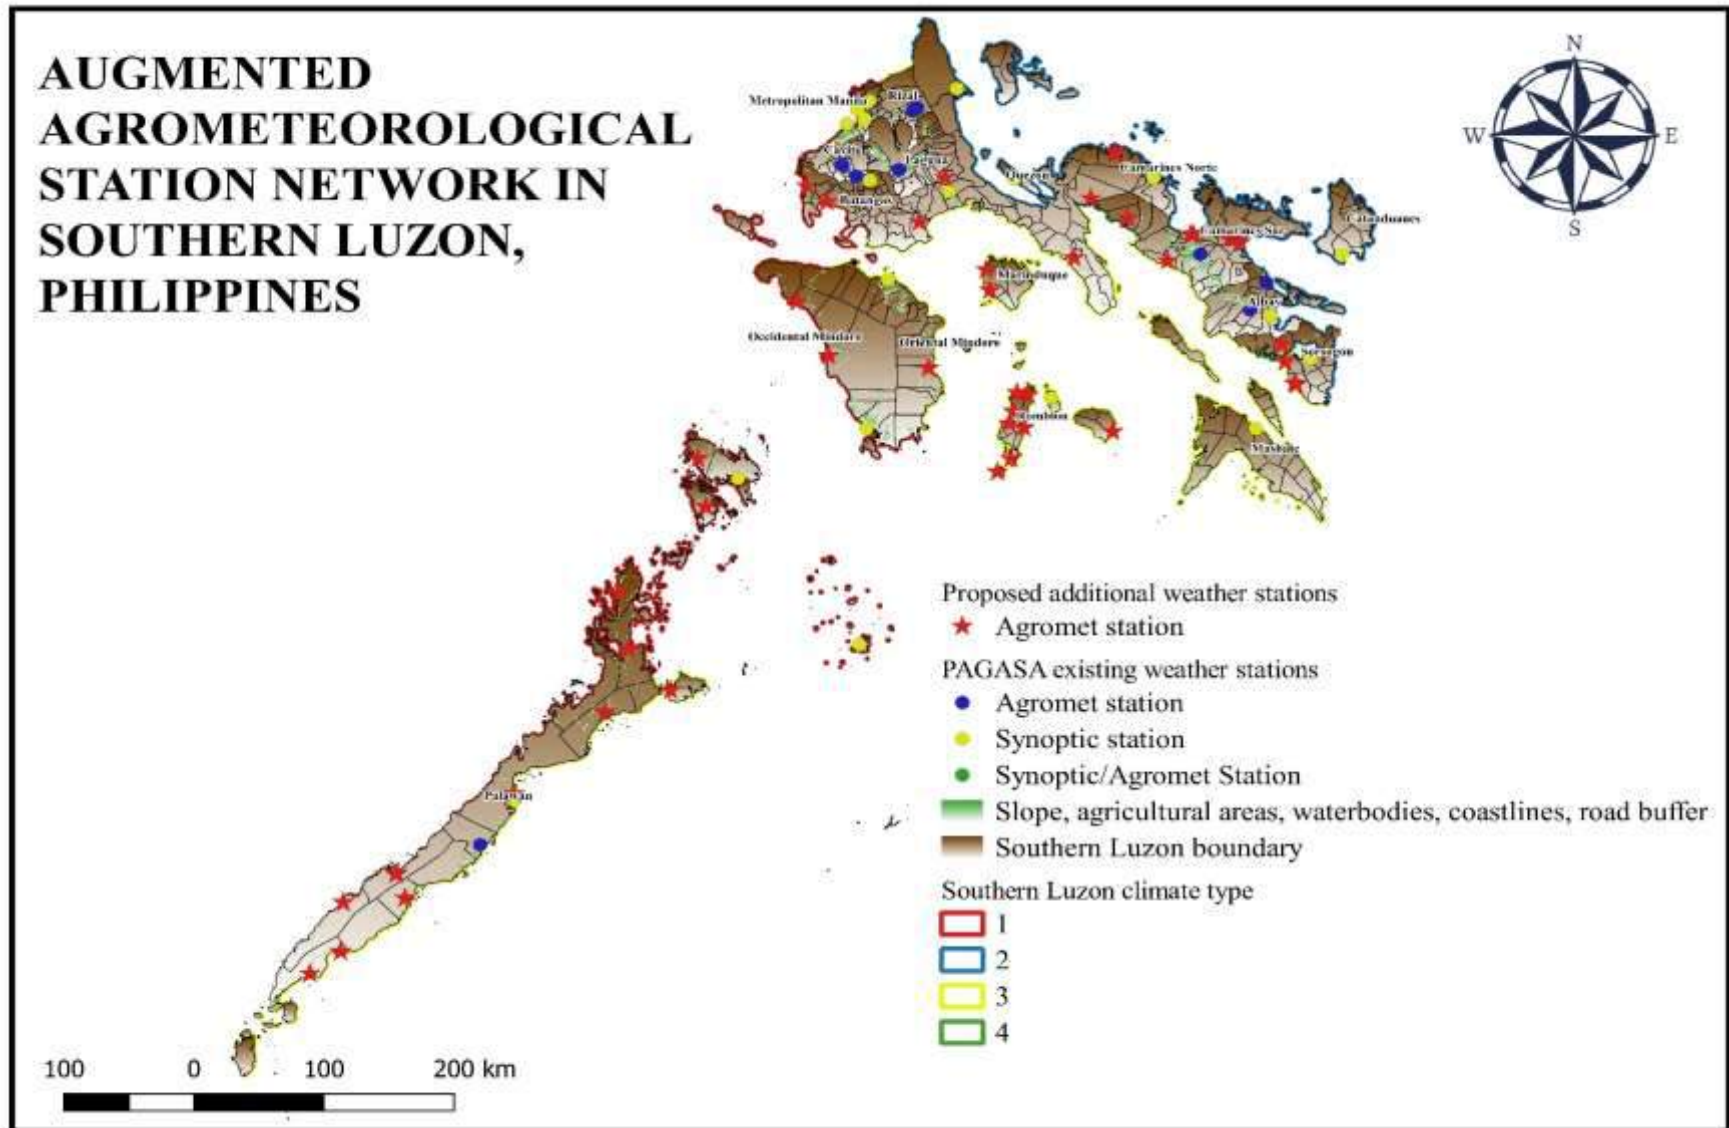 AUGMENTED
AGROMETEOROLOGICAL
STATION NETWORK IN
SOUTHERN LUZON,
PHILIPPINES
N
W
E
S
Metropolitan Manila
Rizal
Cavite
Laguna
Batangas
Quezon
Camarines Norte
Camarines Sur
Catanduanes
Marinduque
Albay
Occidental Mindoro
Oriental Mindoro
Sorsogon
Romblon
Masbate
Palawan
Proposed additional weather stations
Agromet station
PAGASA existing weather stations
Agromet station
Synoptic station
Synoptic/Agromet Station
Slope, agricultural areas, waterbodies, coastlines, road buffer
Southern Luzon boundary
Southern Luzon climate type
1
2
3
4
100 0 100 200 km